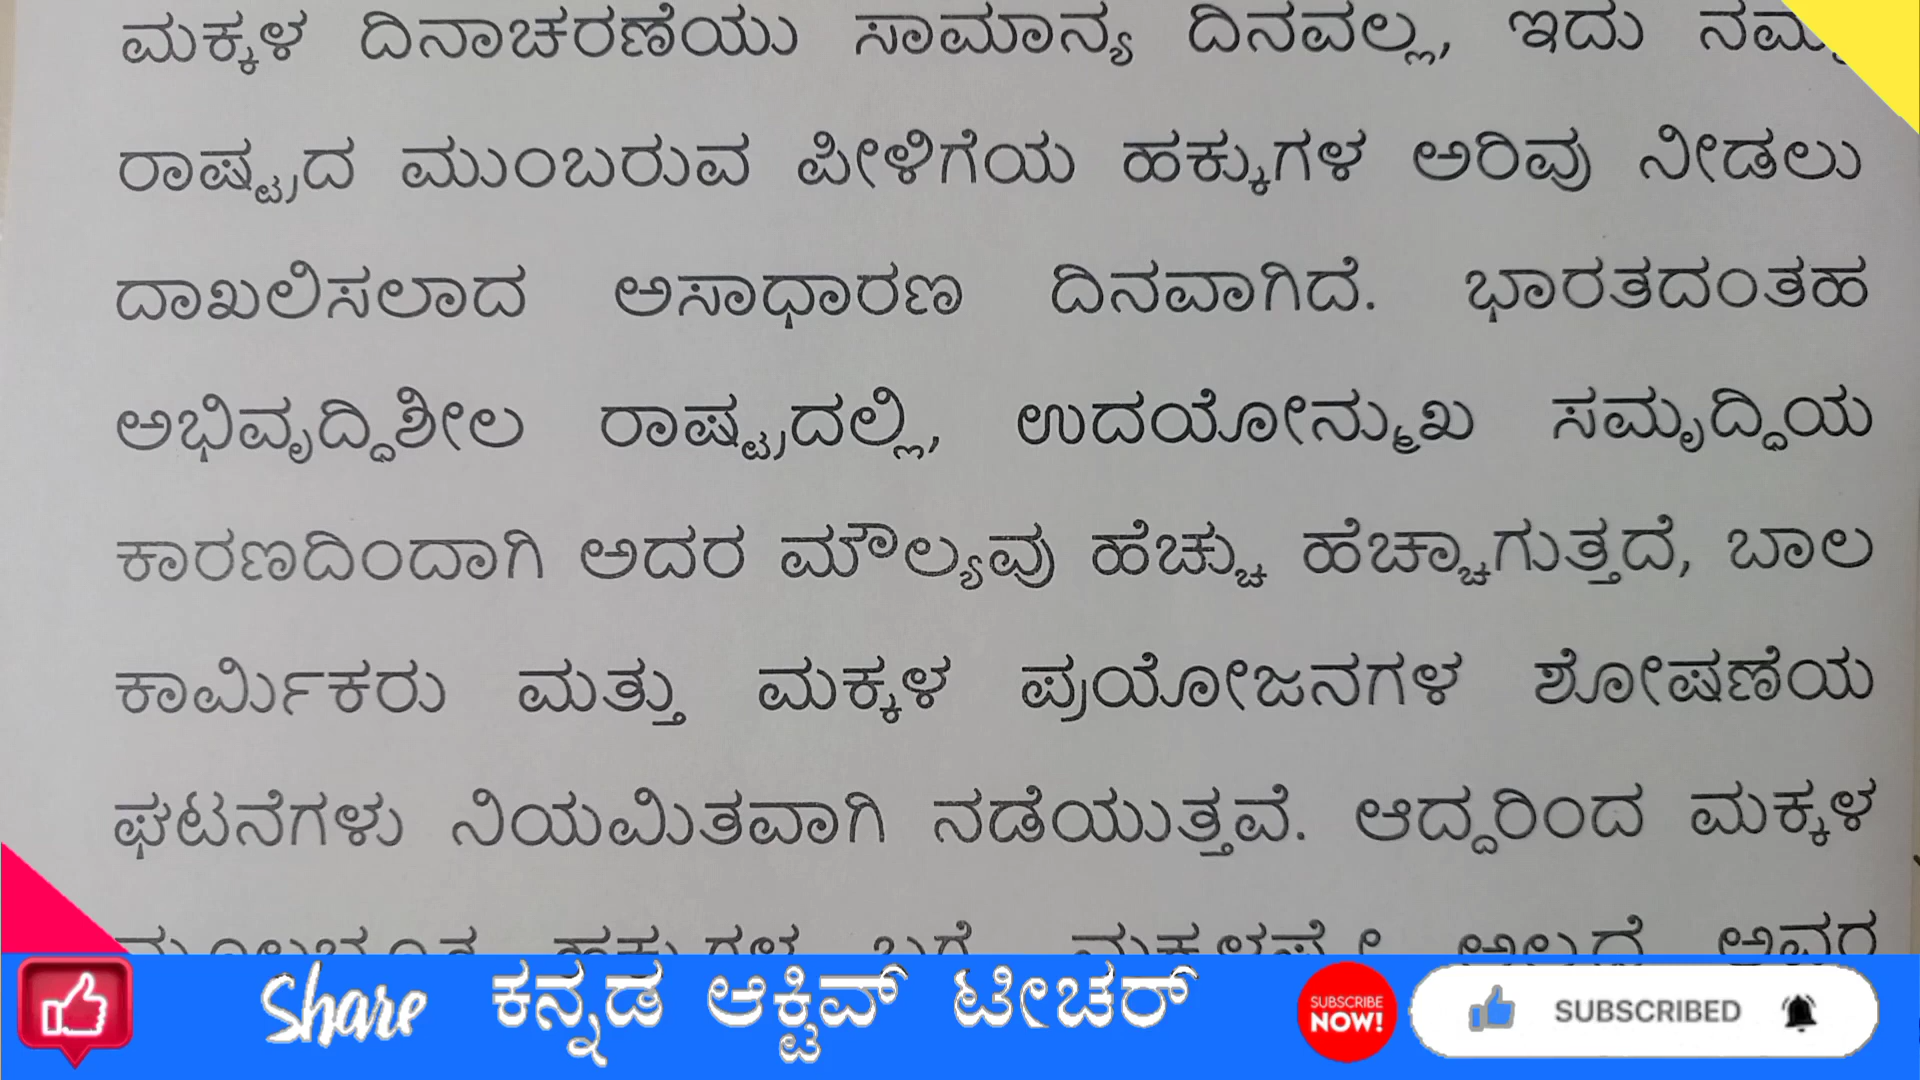 ಮಕ್ಕಳ ದಿನಾಚರಣೆಯು ಸಾಮಾನ್ಯ ದಿನವಲ್ಲ, ಇದು
ರಾಷ್ಟ್ರದ ಮುಂಬರುವ ಪೀಳಿಗೆಯ ಹಕ್ಕುಗಳ ಅರಿವು ನೀಡಲು
ದಾಖಲಿಸಲಾದ ಅಸಾಧಾರಣ ದಿನವಾಗಿದೆ. ಭಾರತದಂತಹ
ಅಭಿವೃದ್ದಿಶೀಲ ರಾಷ್ಟ್ರದಲ್ಲಿ, ಉದಯೋನ್ಮುಖ ಸಮೃದ್ಧಿಯ
ಕಾರಣದಿಂದಾಗಿ ಅದರ ಮೌಲ್ಯವು ಹೆಚ್ಚು ಹೆಚ್ಚಾಗುತ್ತದೆ, ಬಾಲ
ಕಾರ್ಮಿಕರು ಮತ್ತು ಮಕ್ಕಳ ಪ್ರಯೋಜನಗಳ ಶೋಷಣೆಯ
ಘಟನೆಗಳು ನಿಯಮಿತವಾಗಿ ನಡೆಯುತ್ತವೆ. ಆದ್ದರಿಂದ ಮಕ್ಕಳ
Share ಕನ್ನಡ ಆಕ್ಟಿವ್ ಟೀಚರ್ SUBSCRIBE NOW! SUBSCRIBED